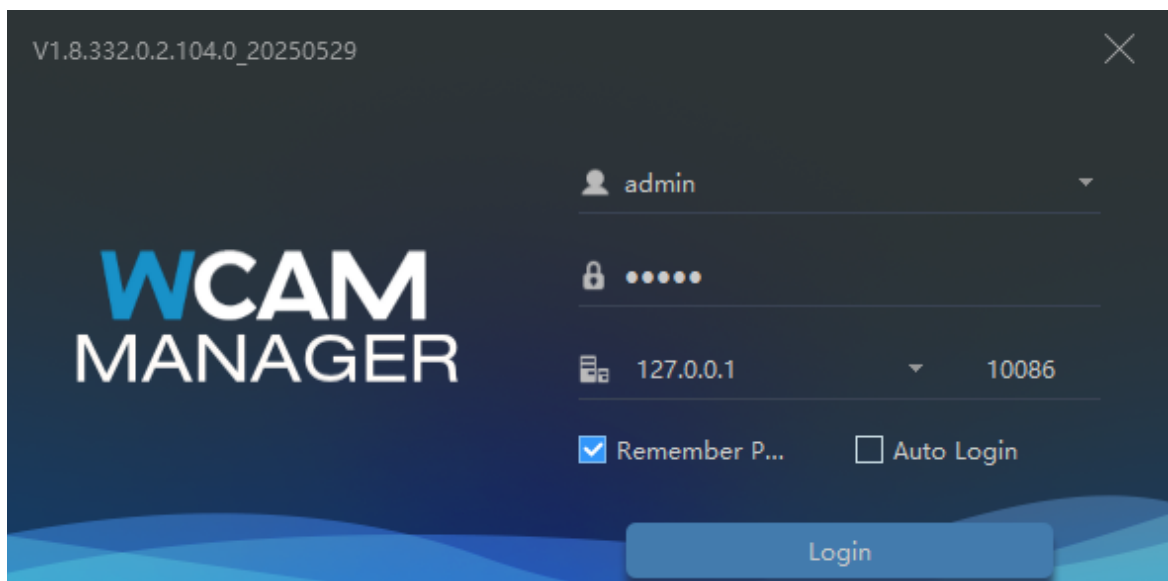 V1.8.332.0.2.104.0_20250529
admin
WCAM
MANAGER
•••••
127.0.0.1 10086
Remember P... Auto Login
Login